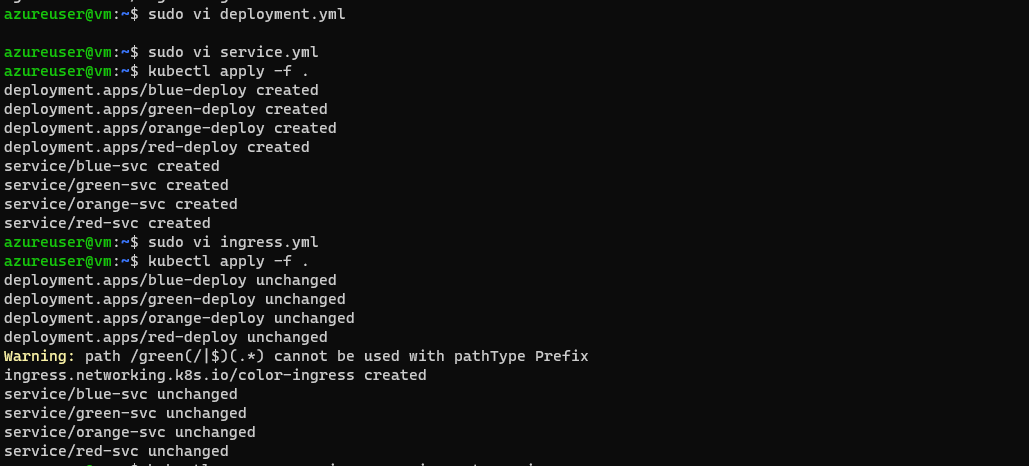 azureuser@vm:~$ sudo vi deployment.yml
azureuser@vm:~$ sudo vi service.yml
azureuser@vm:~$ kubectl apply -f .
deployment.apps/blue-deploy created
deployment.apps/green-deploy created
deployment.apps/orange-deploy created
deployment.apps/red-deploy created
service/blue-svc created
service/green-svc created
service/orange-svc created
service/red-svc created
azureuser@vm:~$ sudo vi ingress.yml
azureuser@vm:~$ kubectl apply -f .
deployment.apps/blue-deploy unchanged
deployment.apps/green-deploy unchanged
deployment.apps/orange-deploy unchanged
deployment.apps/red-deploy unchanged
Warning: path /green(/|$)(.*) cannot be used with pathType Prefix
ingress.networking.k8s.io/color-ingress created
service/blue-svc unchanged
service/green-svc unchanged
service/orange-svc unchanged
service/red-svc unchanged